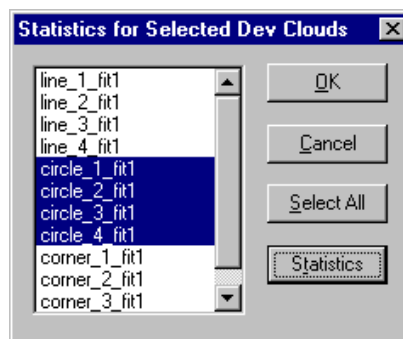 Statistics for Selected Dev Clouds
line_1_fit1
line_2_fit1
line_3_fit1
line_4_fit1
circle_1_fit1
circle_2_fit1
circle_3_fit1
circle_4_fit1
corner_1_fit1
corner_2_fit1
corner_3_fit1
OK
Cancel
Select All
Statistics